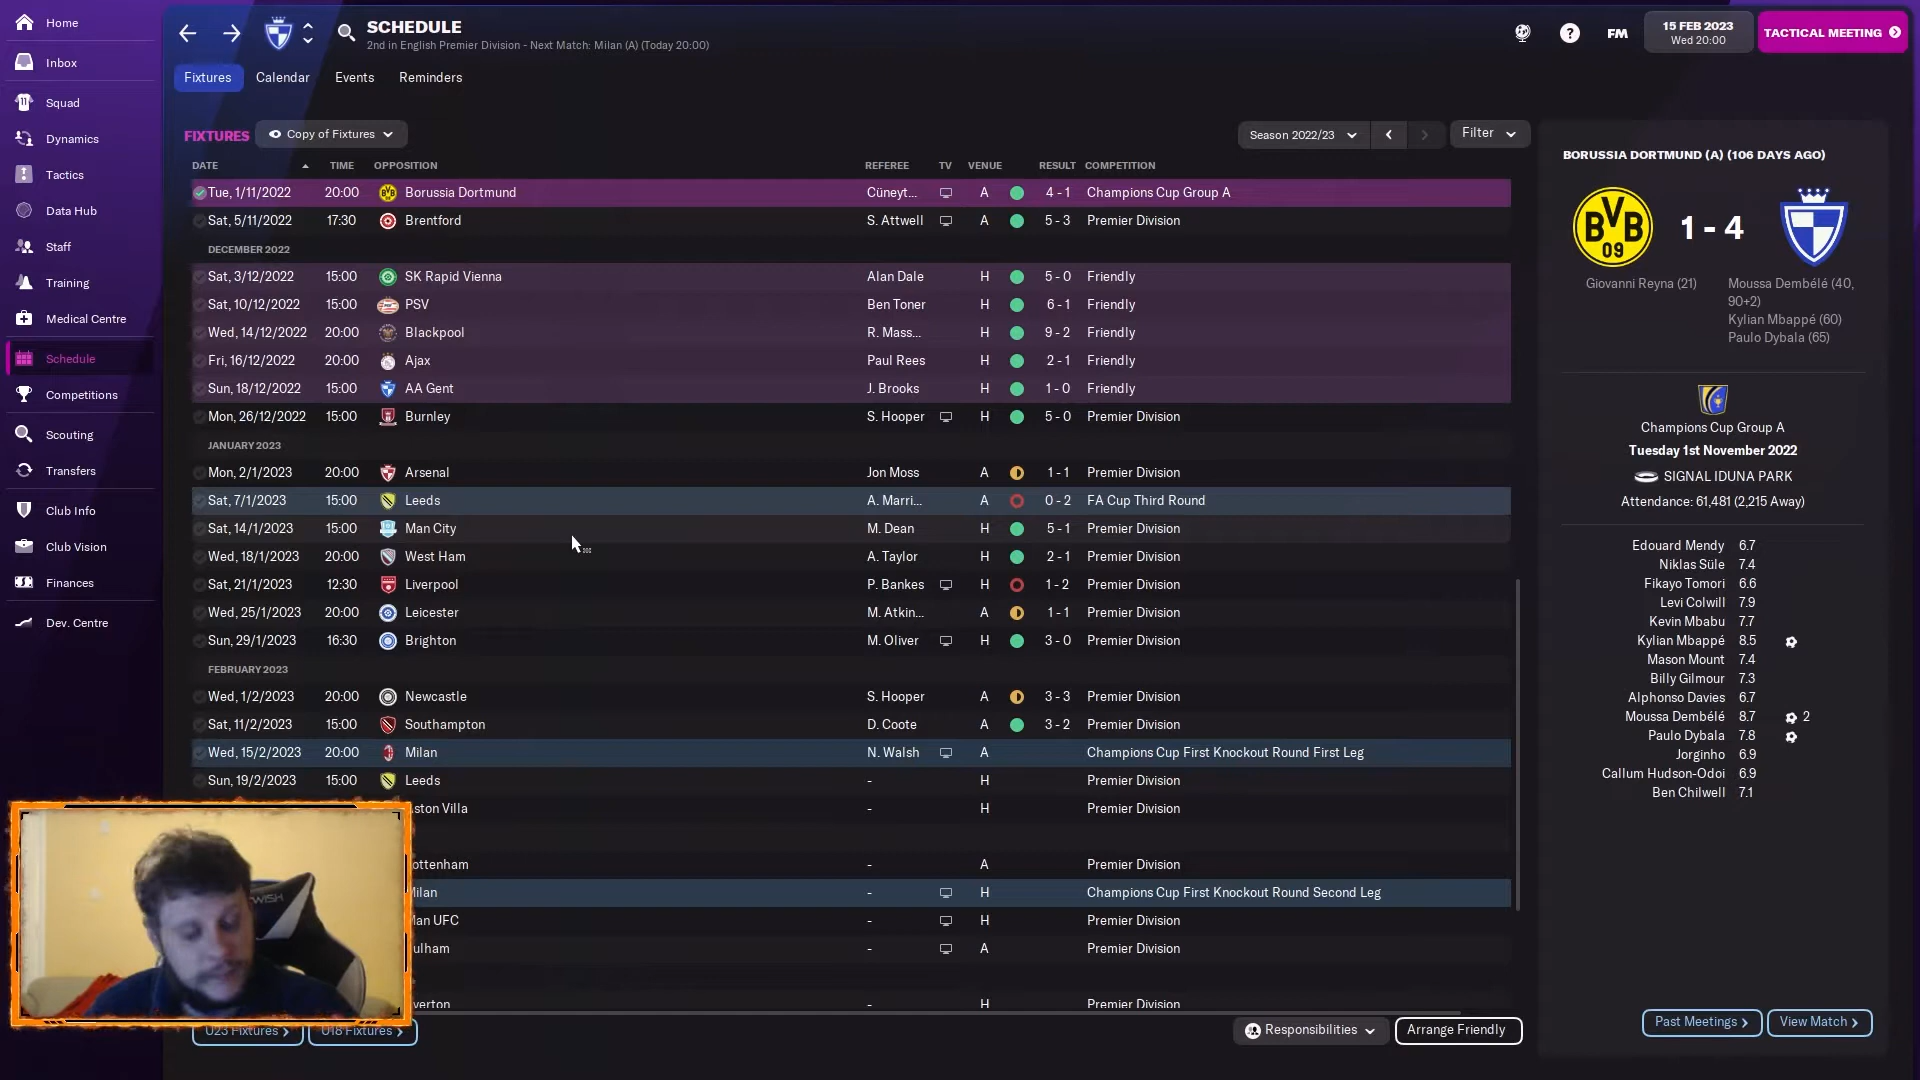 Home
Inbox
Squad
Dynamics
Tactics
Data Hub
Staff
Training
Medical Centre
Schedule
Competitions
Scouting
Transfers
Club Info
Club Vision
Finances
Dev. Centre
SCHEDULE
2nd in English Premier Division - Next Match: Milan (A) (Today 20:00)
FM
15 FEB 2023
Wed 20:00
TACTICAL MEETING
Fixtures Calendar Events Reminders
FIXTURES Copy of Fixtures Season 2022/23 Filter
DATE TIME OPPOSITION REFEREE TV VENUE RESULT COMPETITION
Tue, 1/11/2022 20:00 Borussia Dortmund Cüneyt... A 4 - 1 Champions Cup Group A
Sat, 5/11/2022 17:30 Brentford S. Attwell A 5 - 3 Premier Division
DECEMBER 2022
Sat, 3/12/2022 15:00 SK Rapid Vienna Alan Dale H 5 - 0 Friendly
Sat, 10/12/2022 15:00 PSV Ben Toner H 6 - 1 Friendly
Wed, 14/12/2022 20:00 Blackpool R. Mass... H 9 - 2 Friendly
Fri, 16/12/2022 20:00 Ajax Paul Rees H 2 - 1 Friendly
Sun, 18/12/2022 15:00 AA Gent J. Brooks H 1 - 0 Friendly
Mon, 26/12/2022 15:00 Burnley S. Hooper H 5 - 0 Premier Division
JANUARY 2023
Mon, 2/1/2023 20:00 Arsenal Jon Moss A 1 - 1 Premier Division
Sat, 7/1/2023 15:00 Leeds A. Marri... A 0 - 2 FA Cup Third Round
Sat, 14/1/2023 15:00 Man City M. Dean H 5 - 1 Premier Division
Wed, 18/1/2023 20:00 West Ham A. Taylor H 2 - 1 Premier Division
Sat, 21/1/2023 12:30 Liverpool P. Bankes H 1 - 2 Premier Division
Wed, 25/1/2023 20:00 Leicester M. Atkin... A 1 - 1 Premier Division
Sun, 29/1/2023 16:30 Brighton M. Oliver H 3 - 0 Premier Division
FEBRUARY 2023
Wed, 1/2/2023 20:00 Newcastle S. Hooper A 3 - 3 Premier Division
Sat, 11/2/2023 15:00 Southampton D. Coote A 3 - 2 Premier Division
Wed, 15/2/2023 20:00 Milan N. Walsh A Champions Cup First Knockout Round First Leg
Sun, 19/2/2023 15:00 Leeds - H Premier Division
ston Villa H Premier Division
ottenham - A Premier Division
Milan - H Champions Cup First Knockout Round Second Leg
Man UFC - H Premier Division
ulham - A Premier Division
verton - H Premier Division
U23 Fixtures U18 Fixtures Responsibilities Arrange Friendly
BORUSSIA DORTMUND (A) (106 DAYS AGO)
BVB 09
1 - 4
Giovanni Reyna (21)
Moussa Dembélé (40, 90+2)
Kylian Mbappé (60)
Paulo Dybala (65)
Champions Cup Group A
Tuesday 1st November 2022
SIGNAL IDUNA PARK
Attendance: 61,481 (2,215 Away)
Edouard Mendy 6.7
Niklas Süle 7.4
Fikayo Tomori 6.6
Levi Colwill 7.9
Kevin Mbabu 7.7
Kylian Mbappé 8.5
Mason Mount 7.4
Billy Gilmour 7.3
Alphonso Davies 6.7
Moussa Dembélé 8.7 2
Paulo Dybala 7.8
Jorginho 6.9
Callum Hudson-Odoi 6.9
Ben Chilwell 7.1
Past Meetings View Match